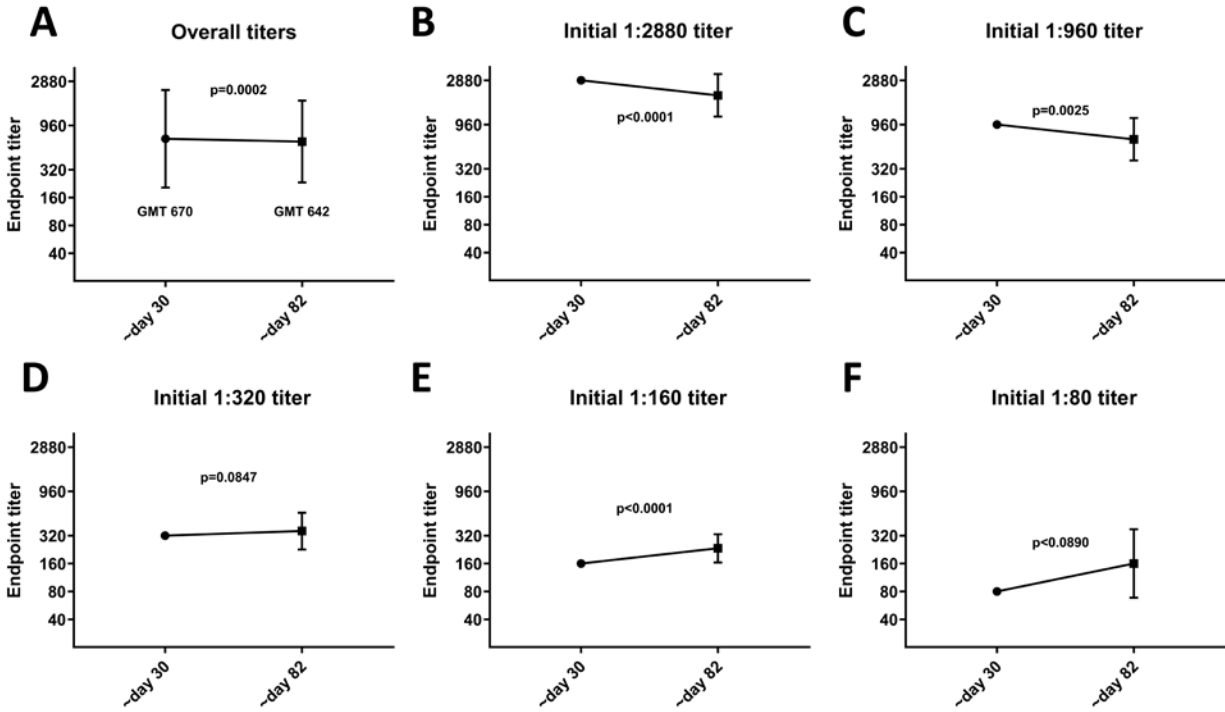 A
Overall titers
Endpoint titer
2880
960
320
160
80
40
p=0.0002
GMT 670
GMT 642
~day 30
~day 82
B
Initial 1:2880 titer
Endpoint titer
2880
960
320
160
80
40
p<0.0001
~day 30
~day 82
C
Initial 1:960 titer
Endpoint titer
2880
960
320
160
80
40
p=0.0025
~day 30
~day 82
D
Initial 1:320 titer
Endpoint titer
2880
960
320
160
80
40
p=0.0847
~day 30
~day 82
E
Initial 1:160 titer
Endpoint titer
2880
960
320
160
80
40
p<0.0001
~day 30
~day 82
F
Initial 1:80 titer
Endpoint titer
2880
960
320
160
80
40
p<0.0890
~day 30
~day 82